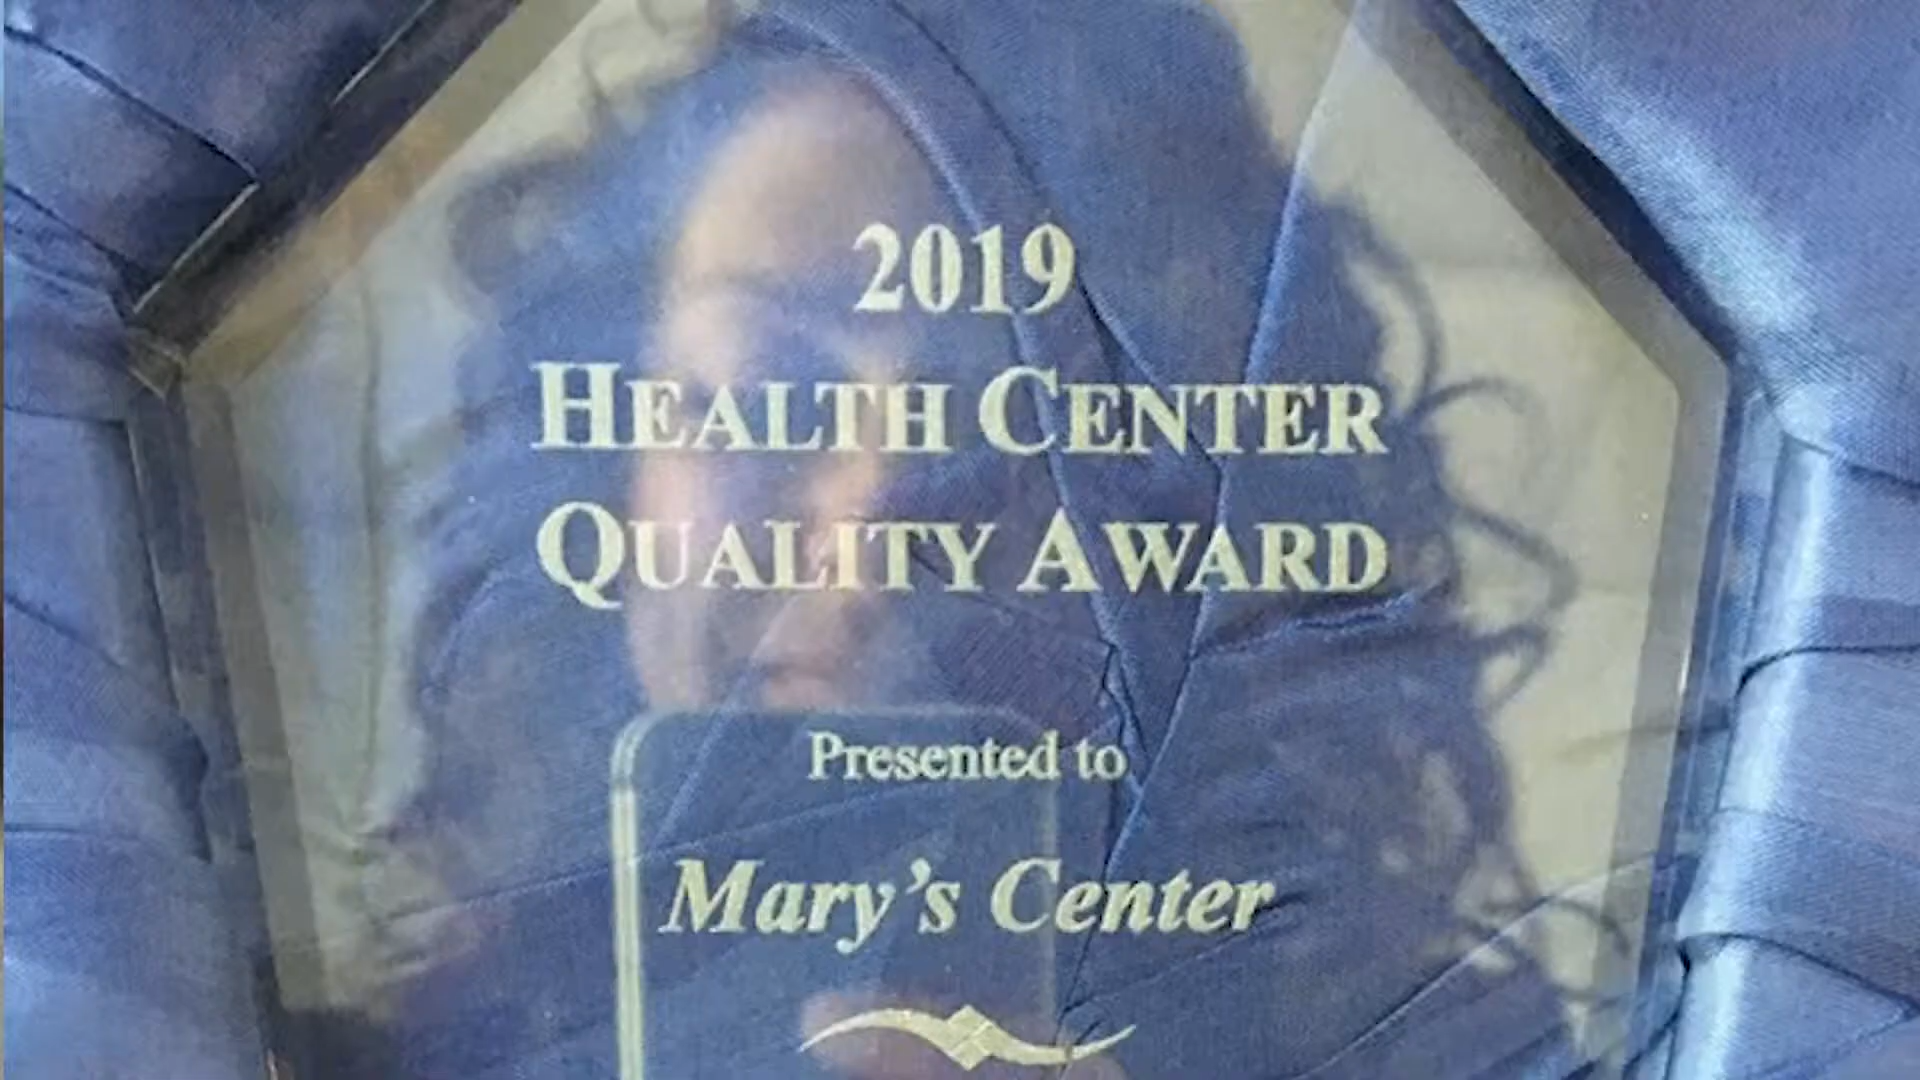 2019
HEALTH CENTER
QUALITY AWARD
Presented to
Mary's Center